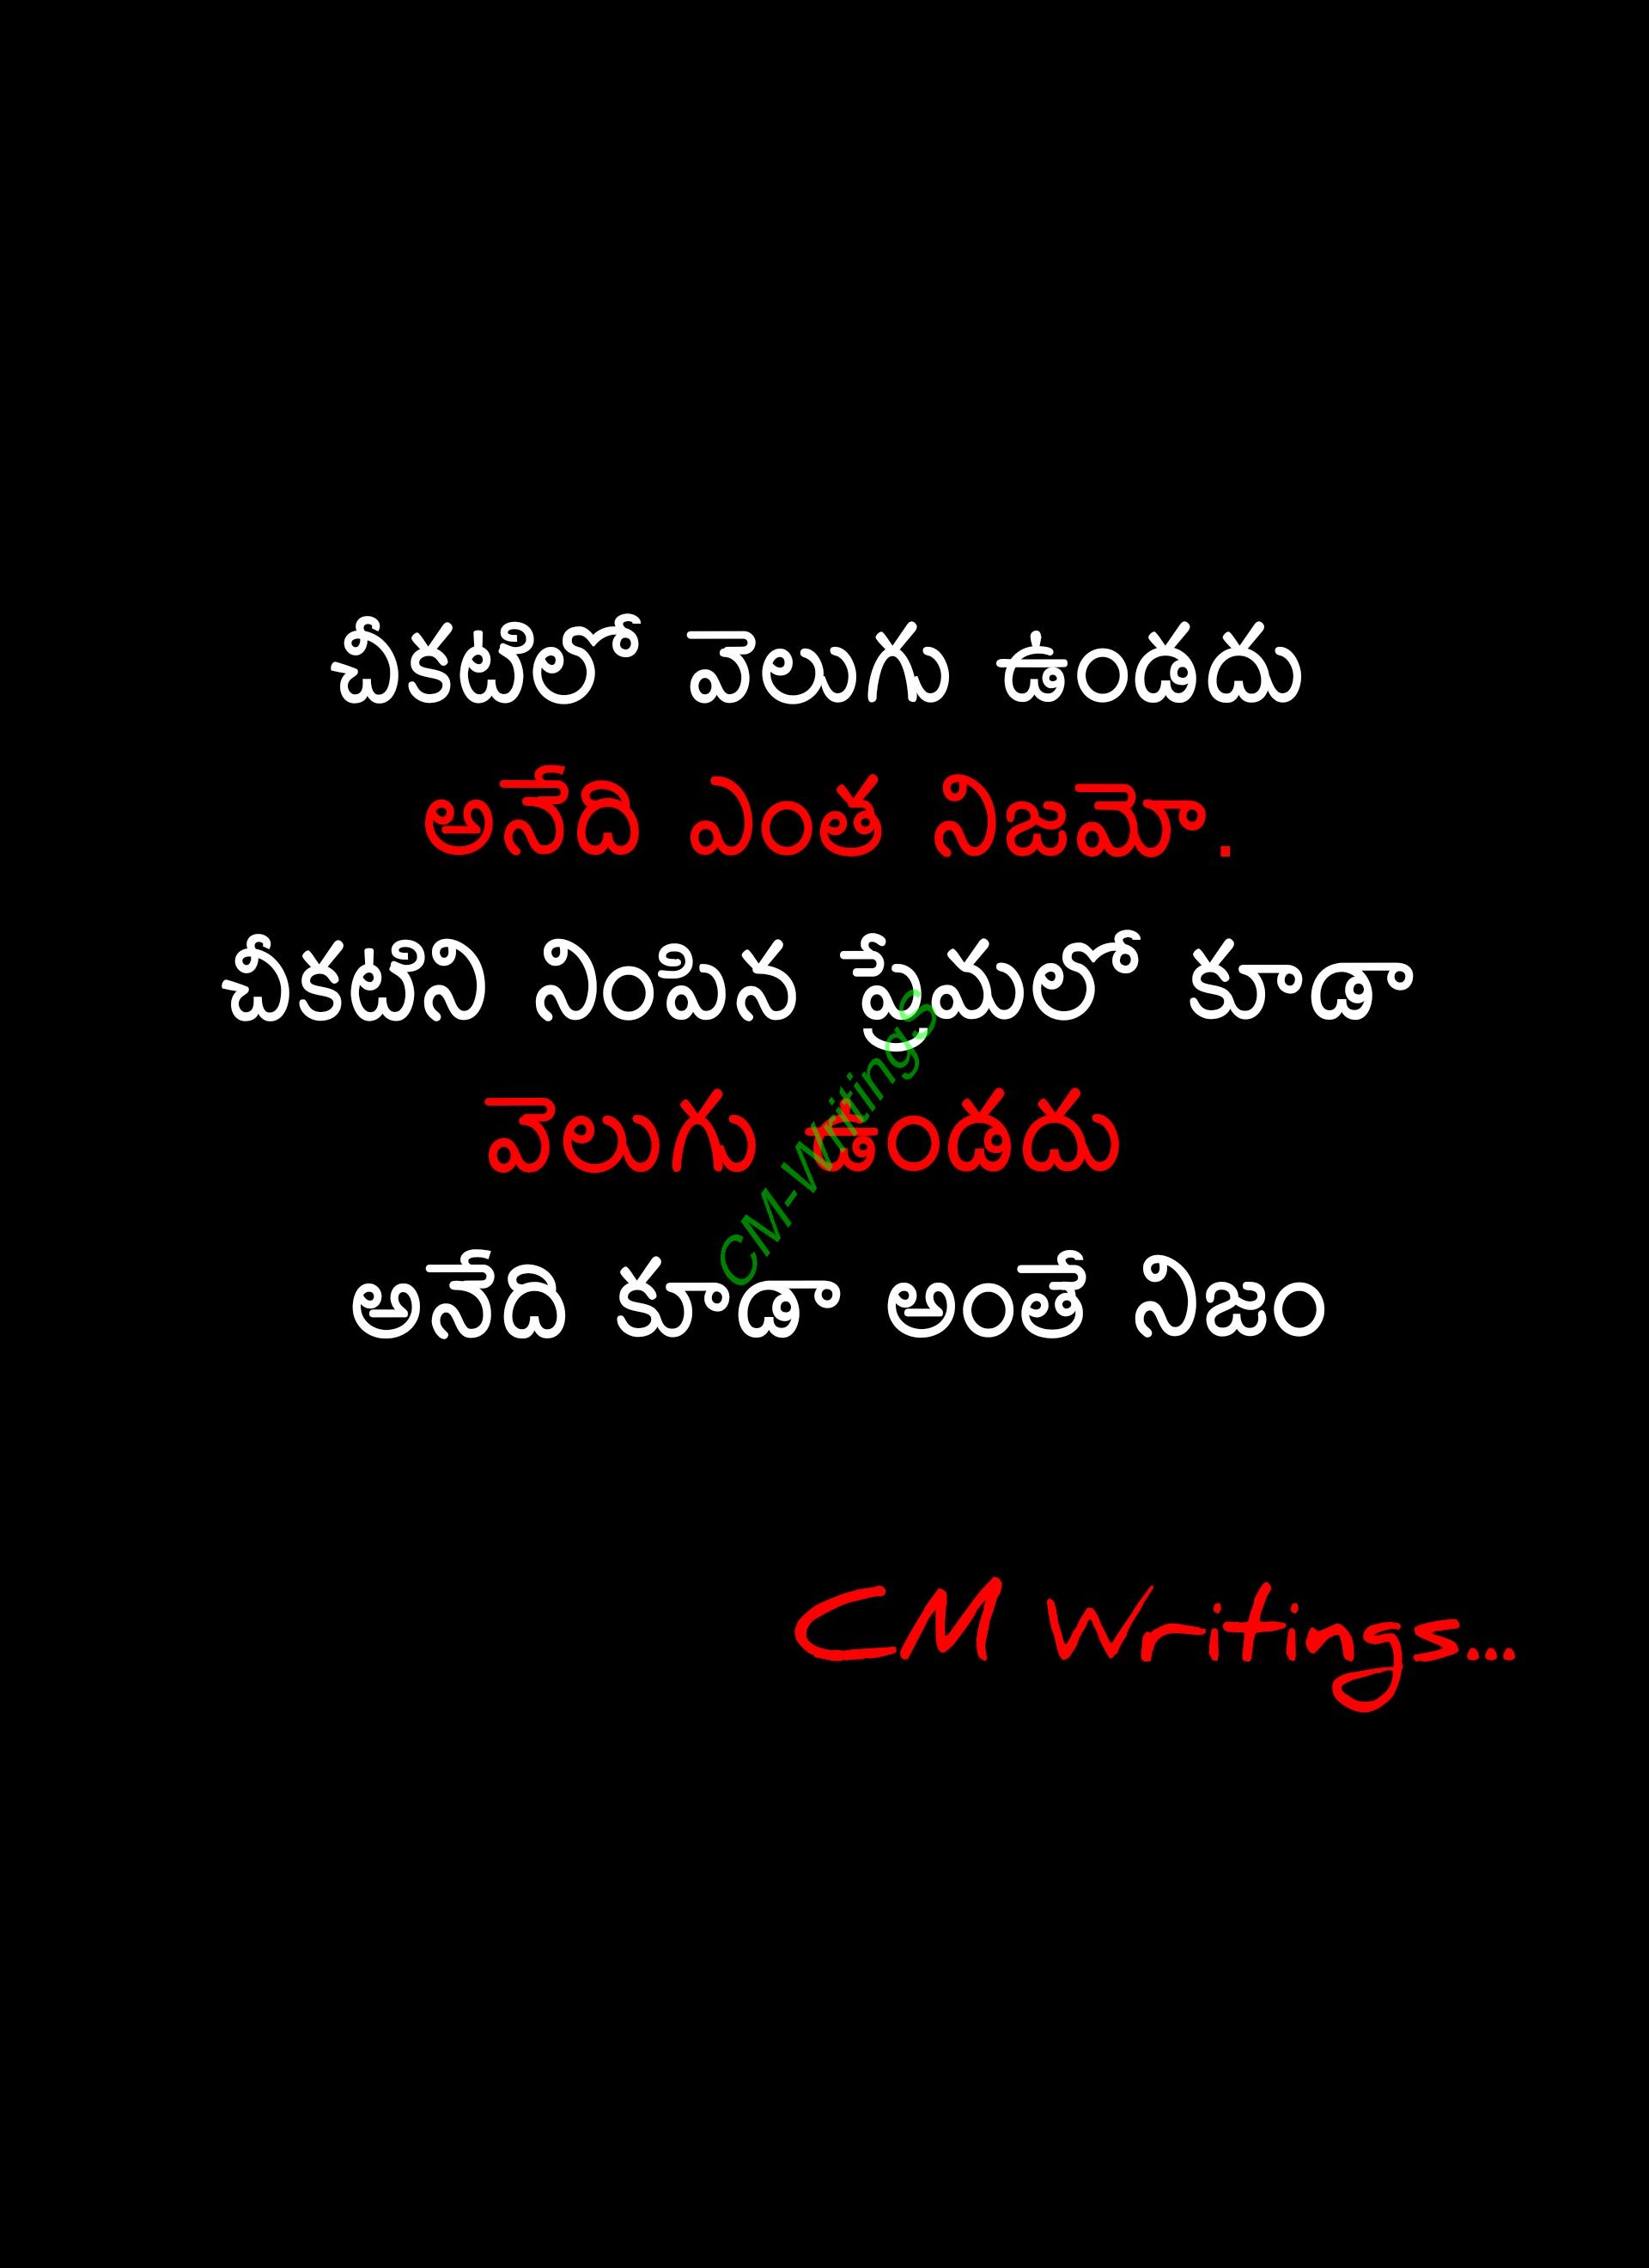 చీకటిలో వెలుగు ఉండదు
అనేది ఎంత నిజమో.
చీకటిని నింపిన ప్రేమలో కూడా
వెలుగు ఉండదు
అనేది కూడా అంతే నిజం
CM-WritingS
CM Writings...